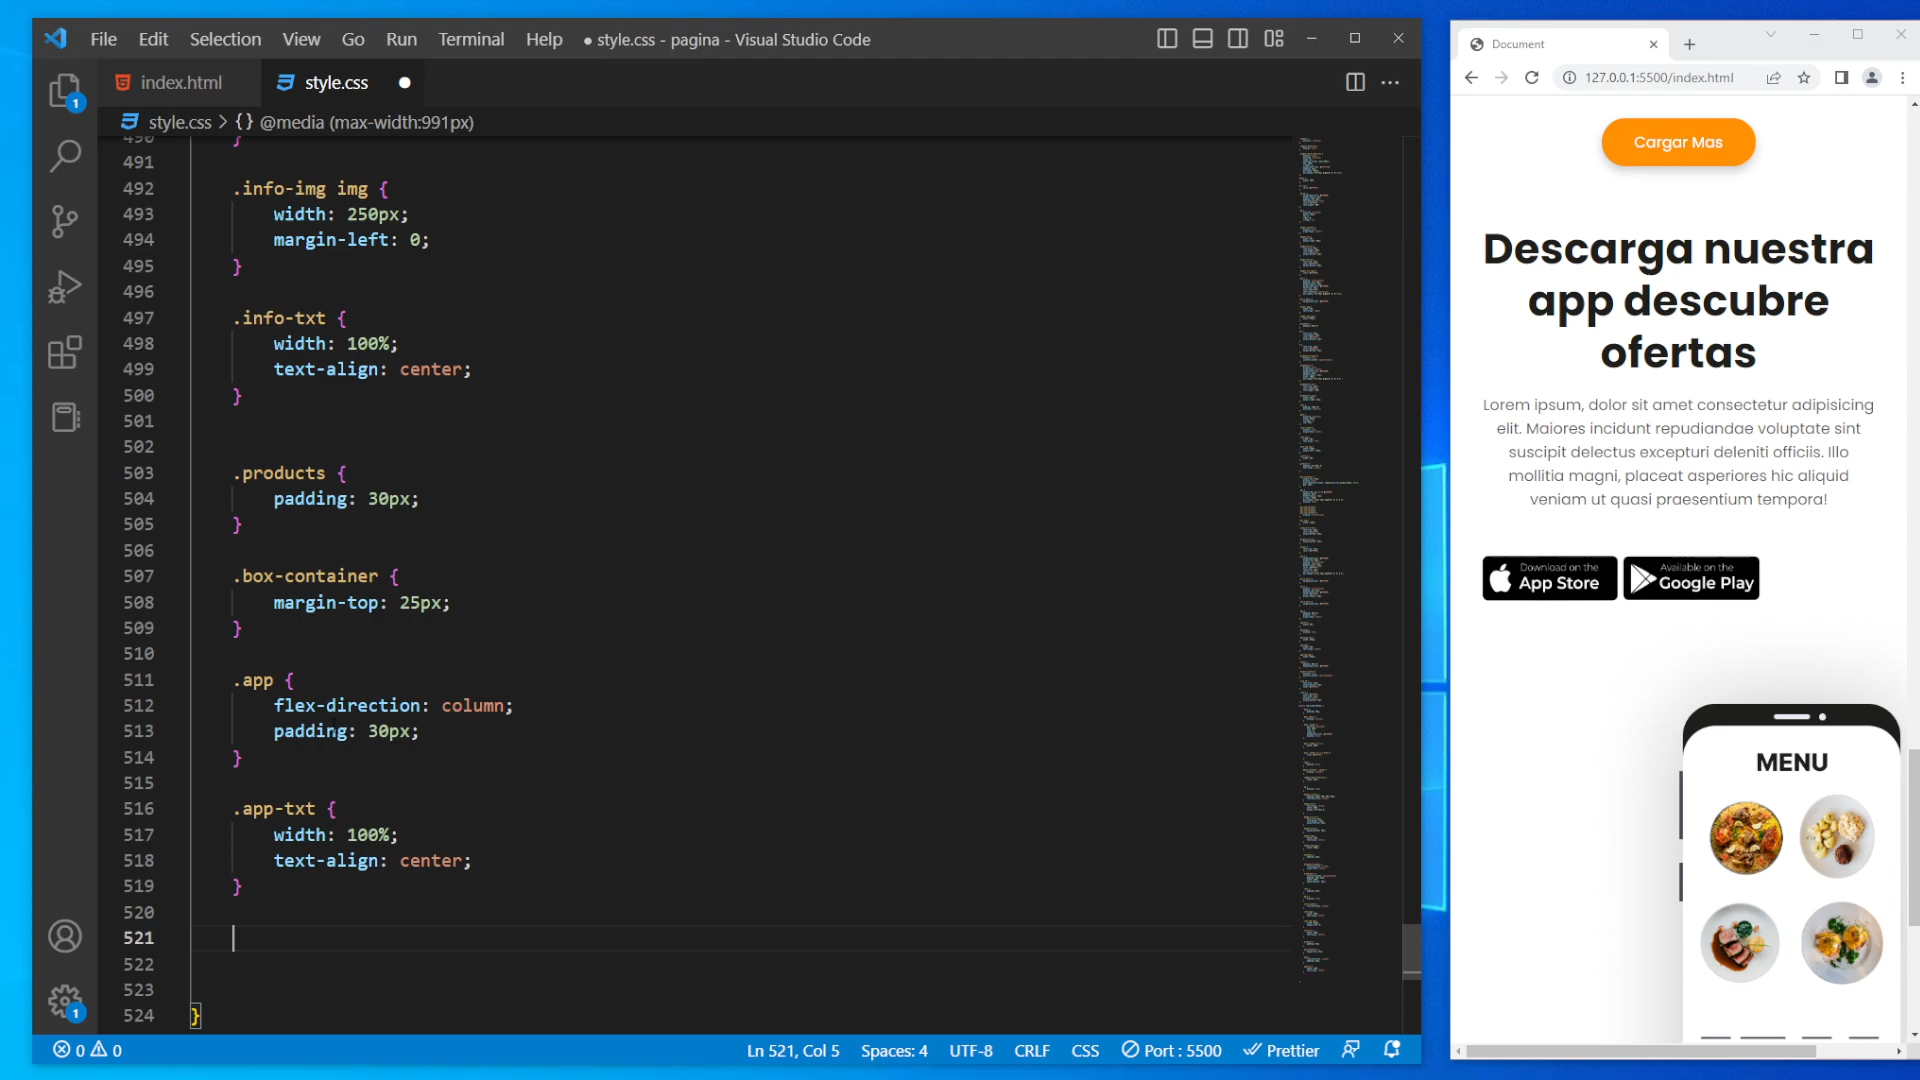 File Edit Selection View Go Run Terminal Help ● style.css - pagina - Visual Studio Code
index.html style.css ●
style.css > {} @media (max-width:991px)
490 }
491
492 .info-img img {
493 width: 250px;
494 margin-left: 0;
495 }
496
497 .info-txt {
498 width: 100%;
499 text-align: center;
500 }
501
502
503 .products {
504 padding: 30px;
505 }
506
507 .box-container {
508 margin-top: 25px;
509 }
510
511 .app {
512 flex-direction: column;
513 padding: 30px;
514 }
515
516 .app-txt {
517 width: 100%;
518 text-align: center;
519 }
520
521
522
523
524 }
1
1
0 0 Ln 521, Col 5 Spaces: 4 UTF-8 CRLF CSS Port : 5500 Prettier
Document
127.0.0.1:5500/index.html
Cargar Mas
Descarga nuestra
app descubre
ofertas
Lorem ipsum, dolor sit amet consectetur adipisicing
elit. Maiores incidunt repudiandae voluptate sint
suscipit delectus excepturi deleniti officiis. Illo
mollitia magni, placeat asperiores hic aliquid
veniam ut quasi praesentium tempora!
Download on the
App Store
Available on the
Google Play
MENU